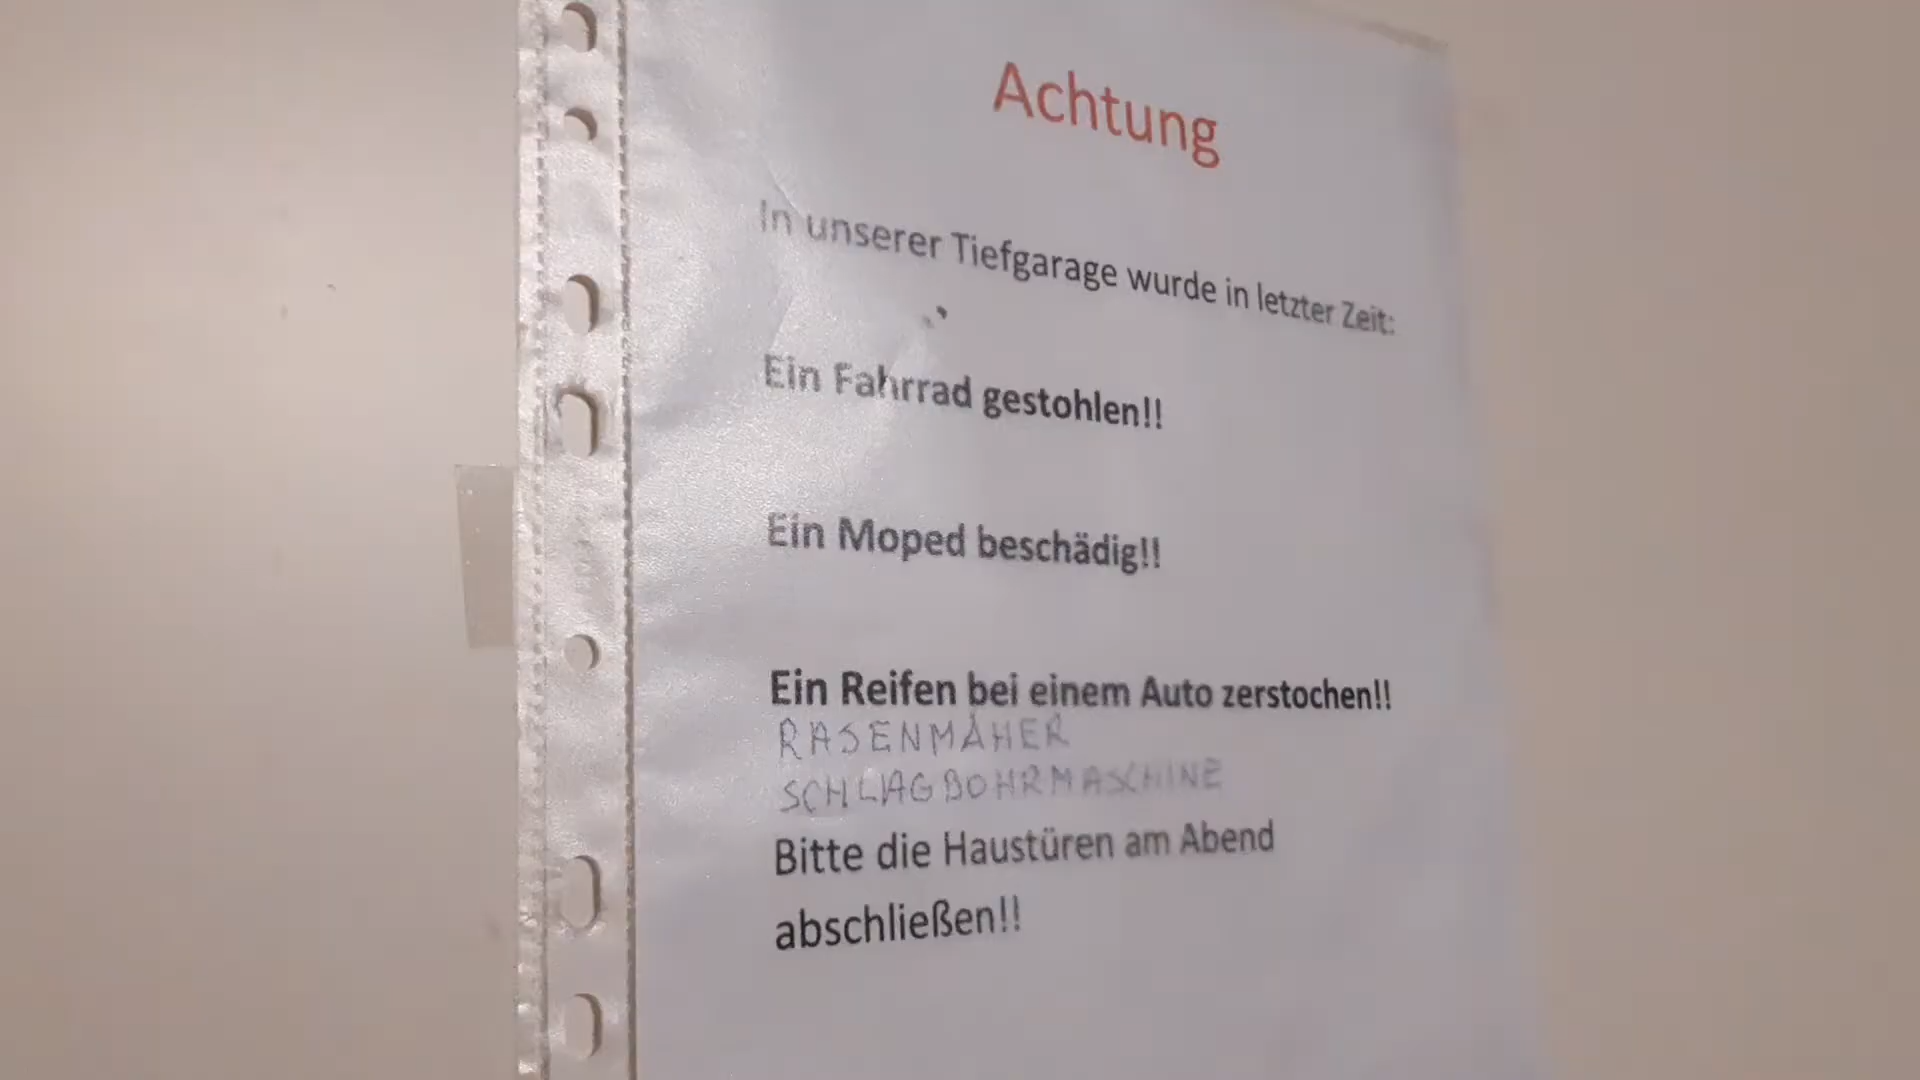 Achtung
In unserer Tiefgarage wurde in letzter Zeit:
Ein Fahrrad gestohlen!!
Ein Moped beschädig!!
Ein Reifen bei einem Auto zerstochen!!
RASENMÄHER
SCHLAGBOHRMASCHINE
Bitte die Haustüren am Abend
abschließen!!